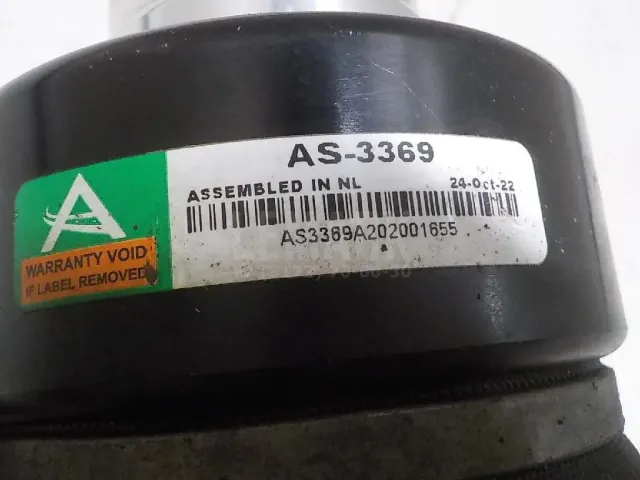 AS-3369
ASSEMBLED IN NL 24-Oct-22
AS3369A202001655
A
WARRANTY VOID
IF LABEL REMOVED